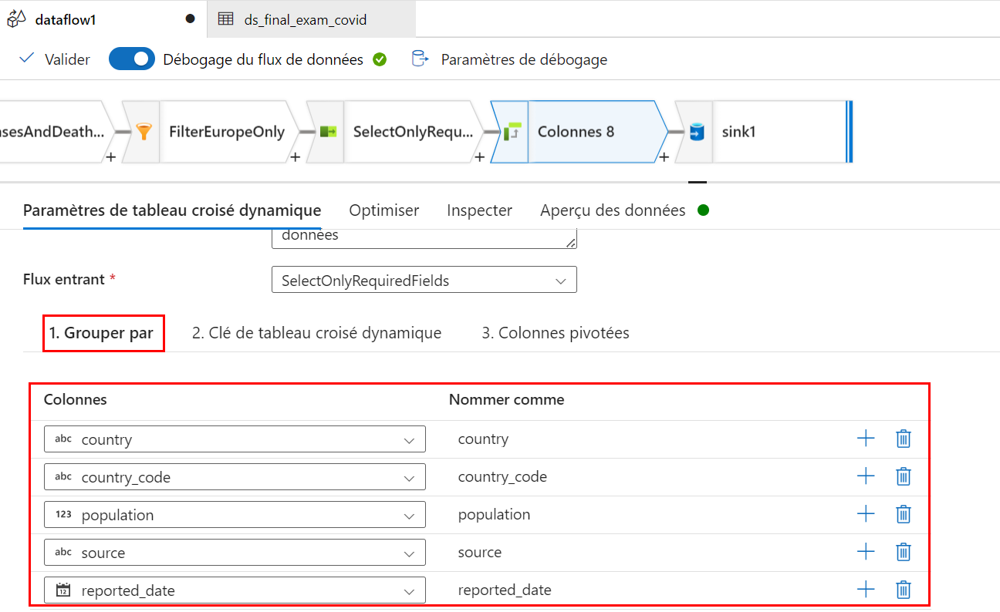 dataflow1
ds_final_exam_covid
Valider
Débogage du flux de données
Paramètres de débogage
sesAndDeath...
FilterEuropeOnly
SelectOnlyRequ...
Colonnes 8
sink1
Paramètres de tableau croisé dynamique
Optimiser
Inspecter
Aperçu des données
données
Flux entrant *
SelectOnlyRequiredFields
1. Grouper par
2. Clé de tableau croisé dynamique
3. Colonnes pivotées
Colonnes
Nommer comme
abc country
country
abc country_code
country_code
123 population
population
abc source
source
12 reported_date
reported_date